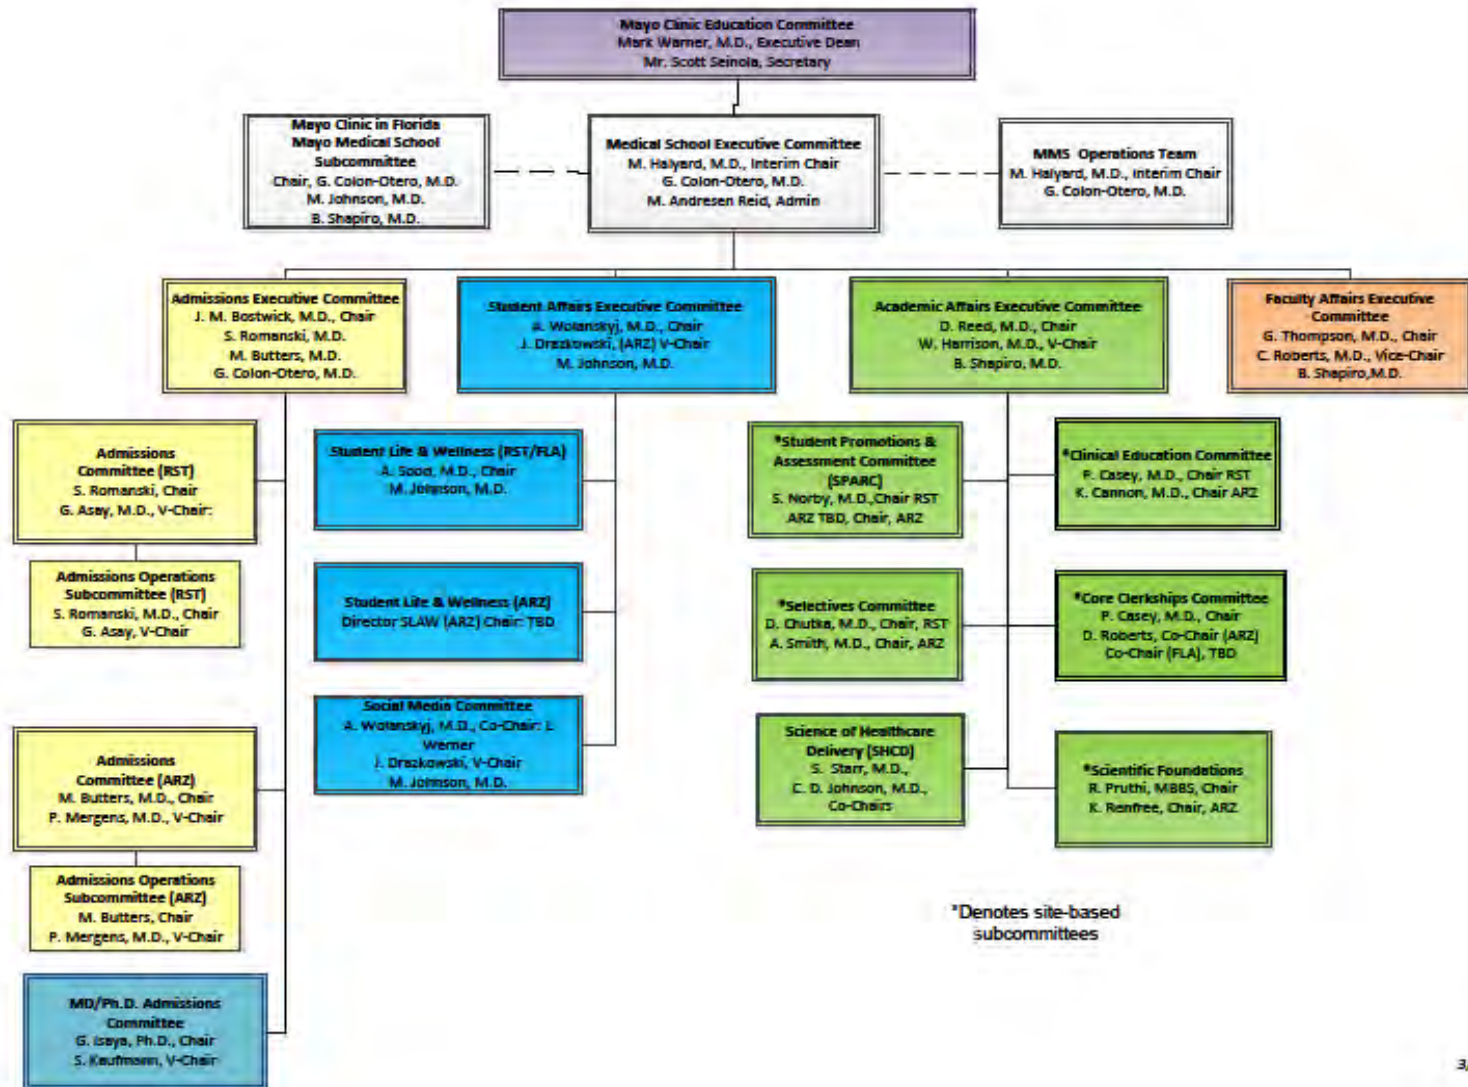 Mayo Clinic Education Committee
Mark Warner, M.D., Executive Dean
Mr. Scott Seinola, Secretary
Mayo Clinic in Florida
Mayo Medical School
Subcommittee
Chair, G. Colon-Otero, M.D.
M. Johnson, M.D.
B. Shapiro, M.D.
Medical School Executive Committee
M. Halyard, M.D., Interim Chair
G. Colon-Otero, M.D.
M. Andresen Reid, Admin
MMS Operations Team
M. Halyard, M.D., Interim Chair
G. Colon-Otero, M.D.
Admissions Executive Committee
J. M. Bostwick, M.D., Chair
S. Romanski, M.D.
M. Butters, M.D.
G. Colon-Otero, M.D.
Student Affairs Executive Committee
A. Wolanskyj, M.D., Chair
J. Drazkowski, (ARZ) V-Chair
M. Johnson, M.D.
Academic Affairs Executive Committee
D. Reed, M.D., Chair
W. Harrison, M.D., V-Chair
B. Shapiro, M.D.
Faculty Affairs Executive
Committee
G. Thompson, M.D., Chair
C. Roberts, M.D., Vice-Chair
B. Shapiro,M.D.
Admissions
Committee (RST)
S. Romanski, Chair
G. Asay, M.D., V-Chair:
Admissions Operations
Subcommittee (RST)
S. Romanski, M.D., Chair
G. Asay, V-Chair
Admissions
Committee (ARZ)
M. Butters, M.D., Chair
P. Mergens, M.D., V-Chair
Admissions Operations
Subcommittee (ARZ)
M. Butters, Chair
P. Mergens, M.D., V-Chair
MD/Ph.D. Admissions
Committee
G. Isaya, Ph.D., Chair
S. Kaufmann, V-Chair
Student Life & Wellness (RST/FLA)
A. Sood, M.D., Chair
M. Johnson, M.D.
Student Life & Wellness (ARZ)
Director SLAW (ARZ) Chair: TBD
Social Media Committee
A. Wolanskyj, M.D., Co-Chair: J.
Werner
J. Drazkowski, V-Chair
M. Johnson, M.D.
*Student Promotions &
Assessment Committee
(SPARC)
S. Norby, M.D.,Chair RST
ARZ TBD, Chair, ARZ
*Selectives Committee
D. Chutka, M.D., Chair, RST
A. Smith, M.D., Chair, ARZ
Science of Healthcare
Delivery (SHCD)
S. Starr, M.D.,
C. D. Johnson, M.D.,
Co-Chairs
*Clinical Education Committee
P. Casey, M.D., Chair RST
K. Cannon, M.D., Chair ARZ
*Core Clerkships Committee
P. Casey, M.D., Chair
D. Roberts, Co-Chair (ARZ)
Co-Chair (FLA), TBD
*Scientific Foundations
R. Pruthi, MBBS, Chair
K. Renfree, Chair, ARZ
*Denotes site-based
subcommittees
3/